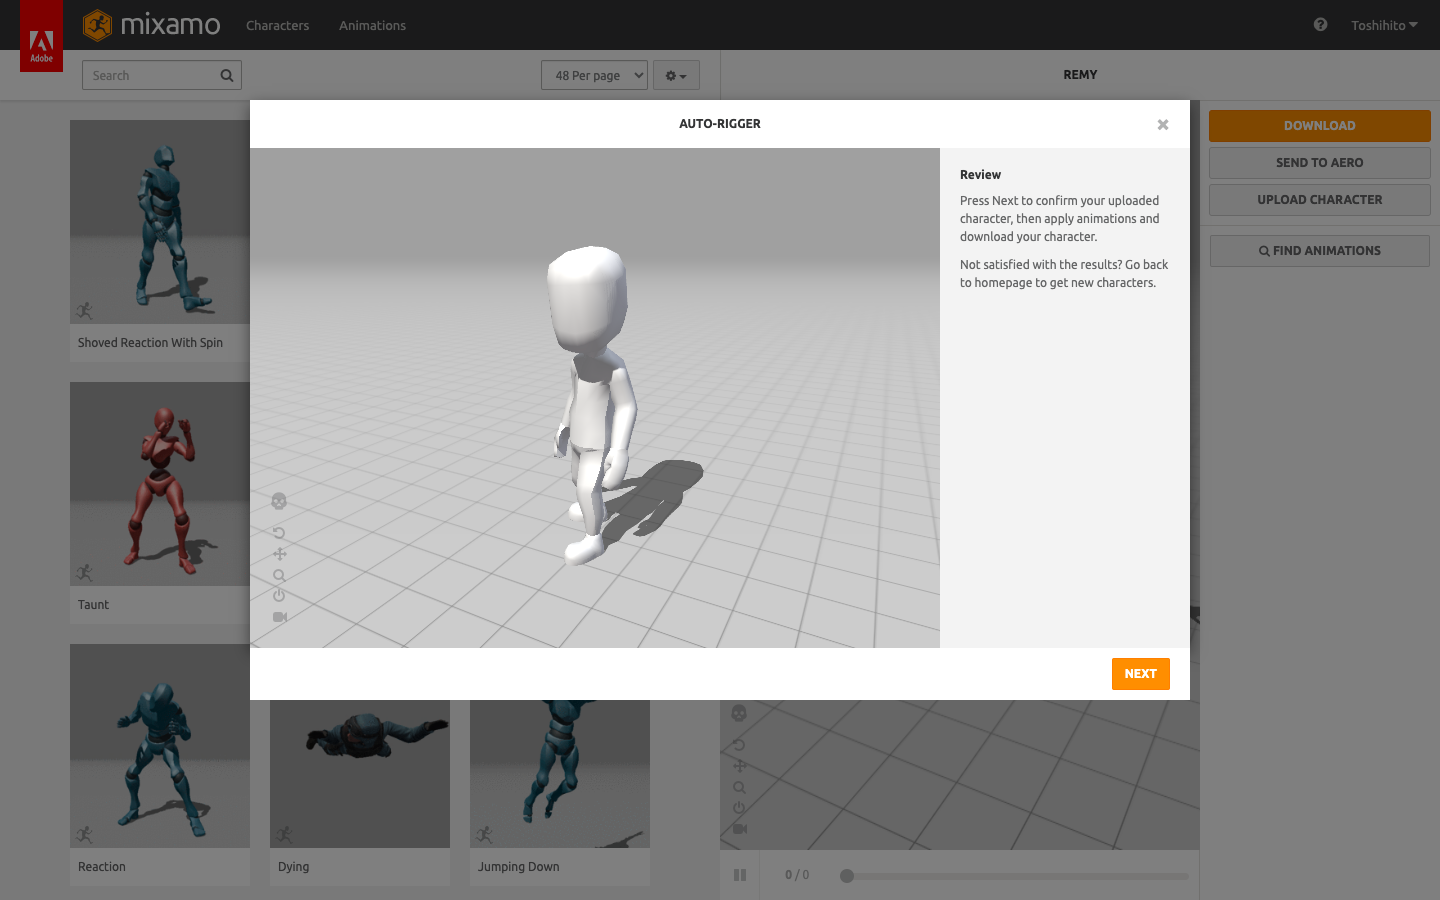 Adobe
mixamo
Characters
Animations
Toshihito
Search
48 Per page
REMY
AUTO-RIGGER
Review
Press Next to confirm your uploaded
character, then apply animations and
download your character.
Not satisfied with the results? Go back
to homepage to get new characters.
NEXT
DOWNLOAD
SEND TO AERO
UPLOAD CHARACTER
FIND ANIMATIONS
Shoved Reaction With Spin
Taunt
Reaction
Dying
Jumping Down
0 / 0